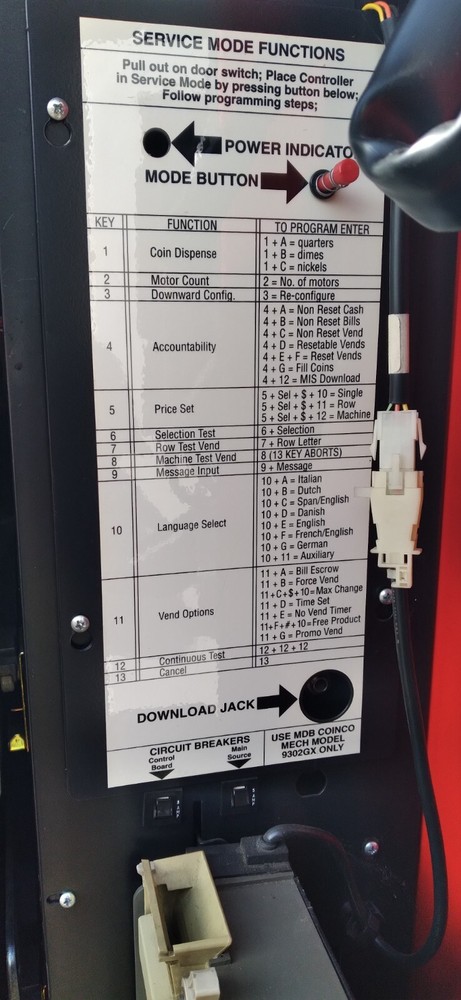 SERVICE MODE FUNCTIONS
Pull out on door switch; Place Controller
in Service Mode by pressing button below;
Follow programming steps;
POWER INDICATO
MODE BUTTON
KEY FUNCTION TO PROGRAM ENTER
1 Coin Dispense 1 + A = quarters
1 + B = dimes
1 + C = nickels
2 Motor Count 2 = No. of motors
3 Downward Config. 3 = Re-configure
4 Accountability 4 + A = Non Reset Cash
4 + B = Non Reset Bills
4 + C = Non Reset Vend
4 + D = Resetable Vends
4 + E + F = Reset Vends
4 + G = Fill Coins
4 + 12 = MIS Download
5 Price Set 5 + Sel + $ + 10 = Single
5 + Sel + $ + 11 = Row
5 + Sel + $ + 12 = Machine
6 Selection Test 6 + Selection
7 Row Test Vend 7 + Row Letter
8 Machine Test Vend 8 (13 KEY ABORTS)
9 Message Input 9 + Message
10 Language Select 10 + A = Italian
10 + B = Dutch
10 + C = Span/English
10 + D = Danish
10 + E = English
10 + F = French/English
10 + G = German
10 + 11 = Auxiliary
11 Vend Options 11 + A = Bill Escrow
11 + B = Force Vend
12+C+$+10=Max Change
11 + D = Time Set
11 + E = No Vend Timer
11+F+#+10=Free Product
11 + G = Promo Vend
12 Continuous Test 12 + 12 + 12
13 Cancel 13
DOWNLOAD JACK
CIRCUIT BREAKERS
Control
Board
Main
Source
USE MDB COINCO
MECH MODEL
9302GX ONLY